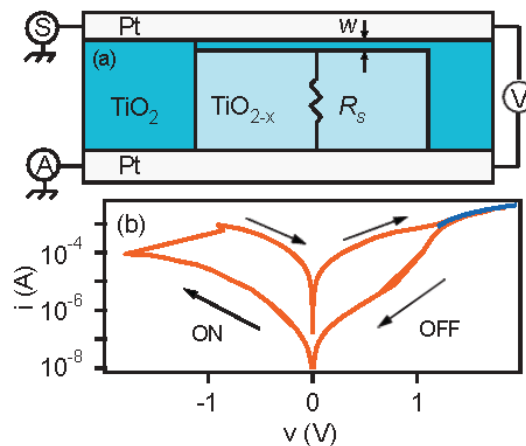 S
Pt
w
(a)
V
TiO₂
TiO₂₋ₓ
Rₛ
A
Pt
(b)
i (A)
10⁻⁴
10⁻⁶
10⁻⁸
ON
OFF
-1
0
1
v (V)